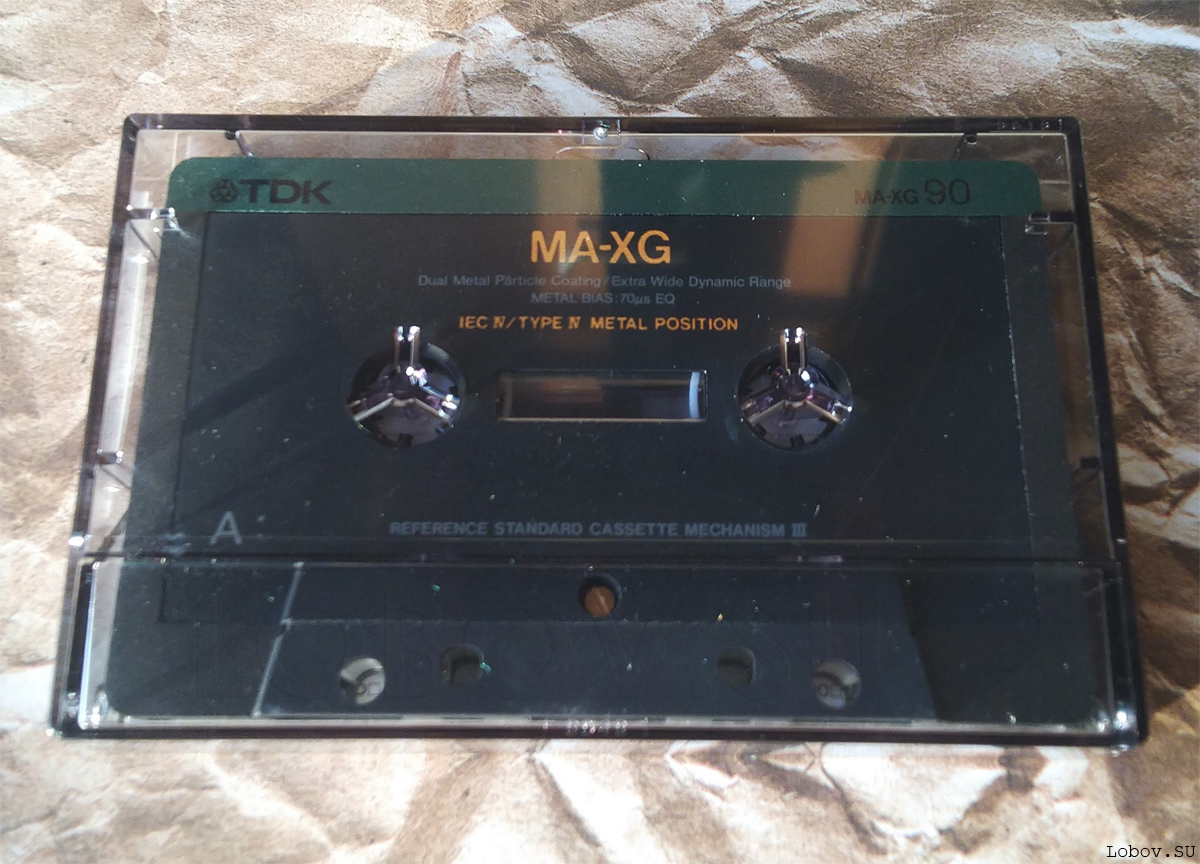 TDK
MA-XG 90
MA-XG
Dual Metal Particle Coating/Extra Wide Dynamic Range
METAL BIAS:70μs EQ
IEC IV/TYPE IV METAL POSITION
A
REFERENCE STANDARD CASSETTE MECHANISM III
Lobov.SU